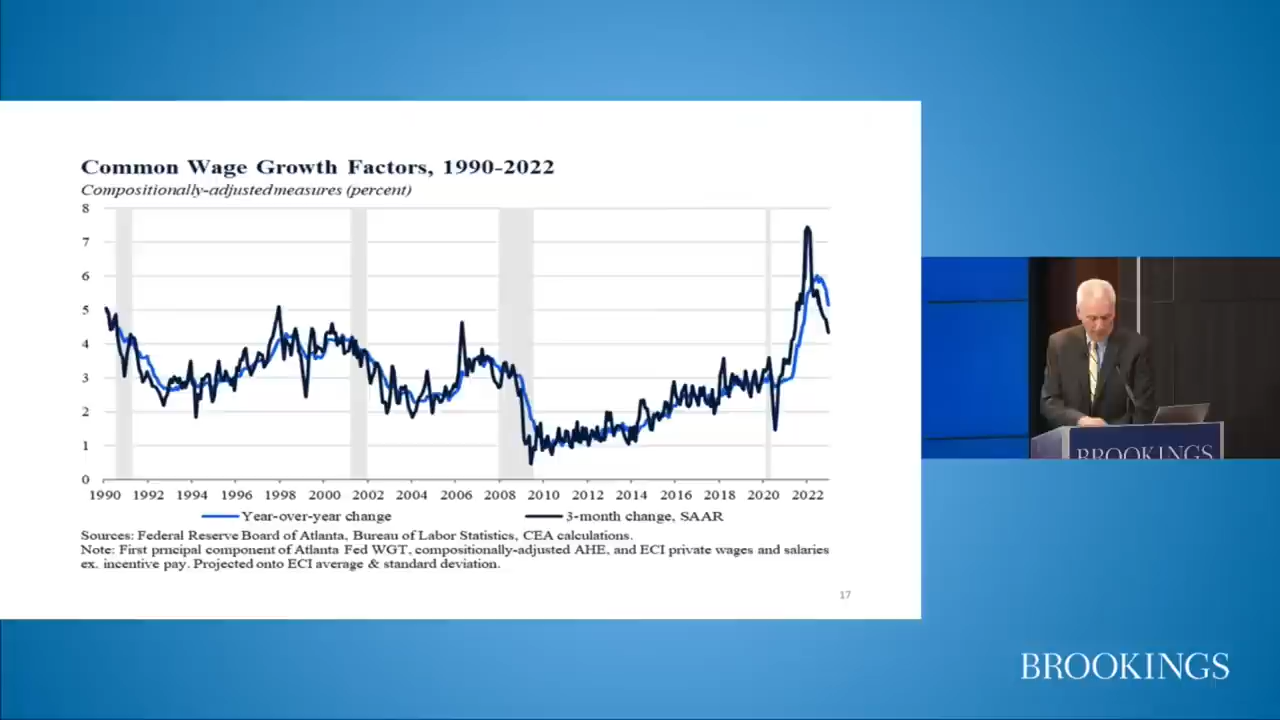 Common Wage Growth Factors, 1990-2022
Compositionally-adjusted measures (percent)
8
7
6
5
4
3
2
1
0
1990 1992 1994 1996 1998 2000 2002 2004 2006 2008 2010 2012 2014 2016 2018 2020 2022
Year-over-year change 3-month change, SAAR
Sources: Federal Reserve Board of Atlanta, Bureau of Labor Statistics, CEA calculations.
Note: First prncipal component of Atlanta Fed WGT, compositionally-adjusted AHE, and ECI private wages and salaries
ex. incentive pay. Projected onto ECI average & standard deviation.
17
BROOKINGS
BROOKINGS